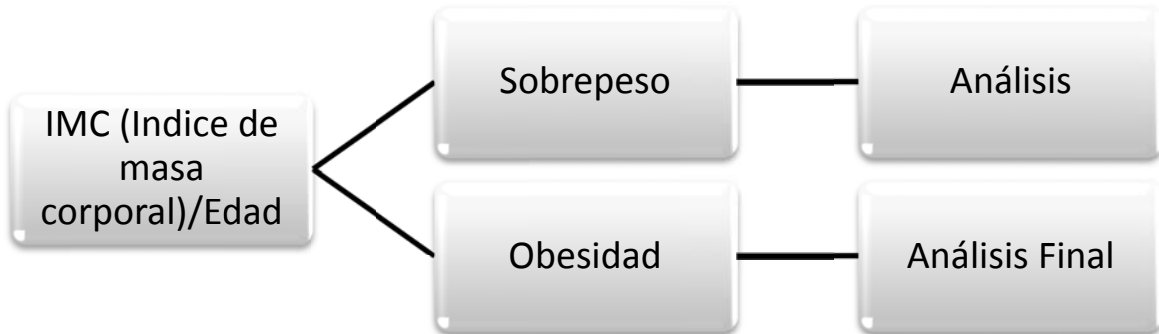 IMC (Indice de
masa
corporal)/Edad
Sobrepeso
Análisis
Obesidad
Análisis Final